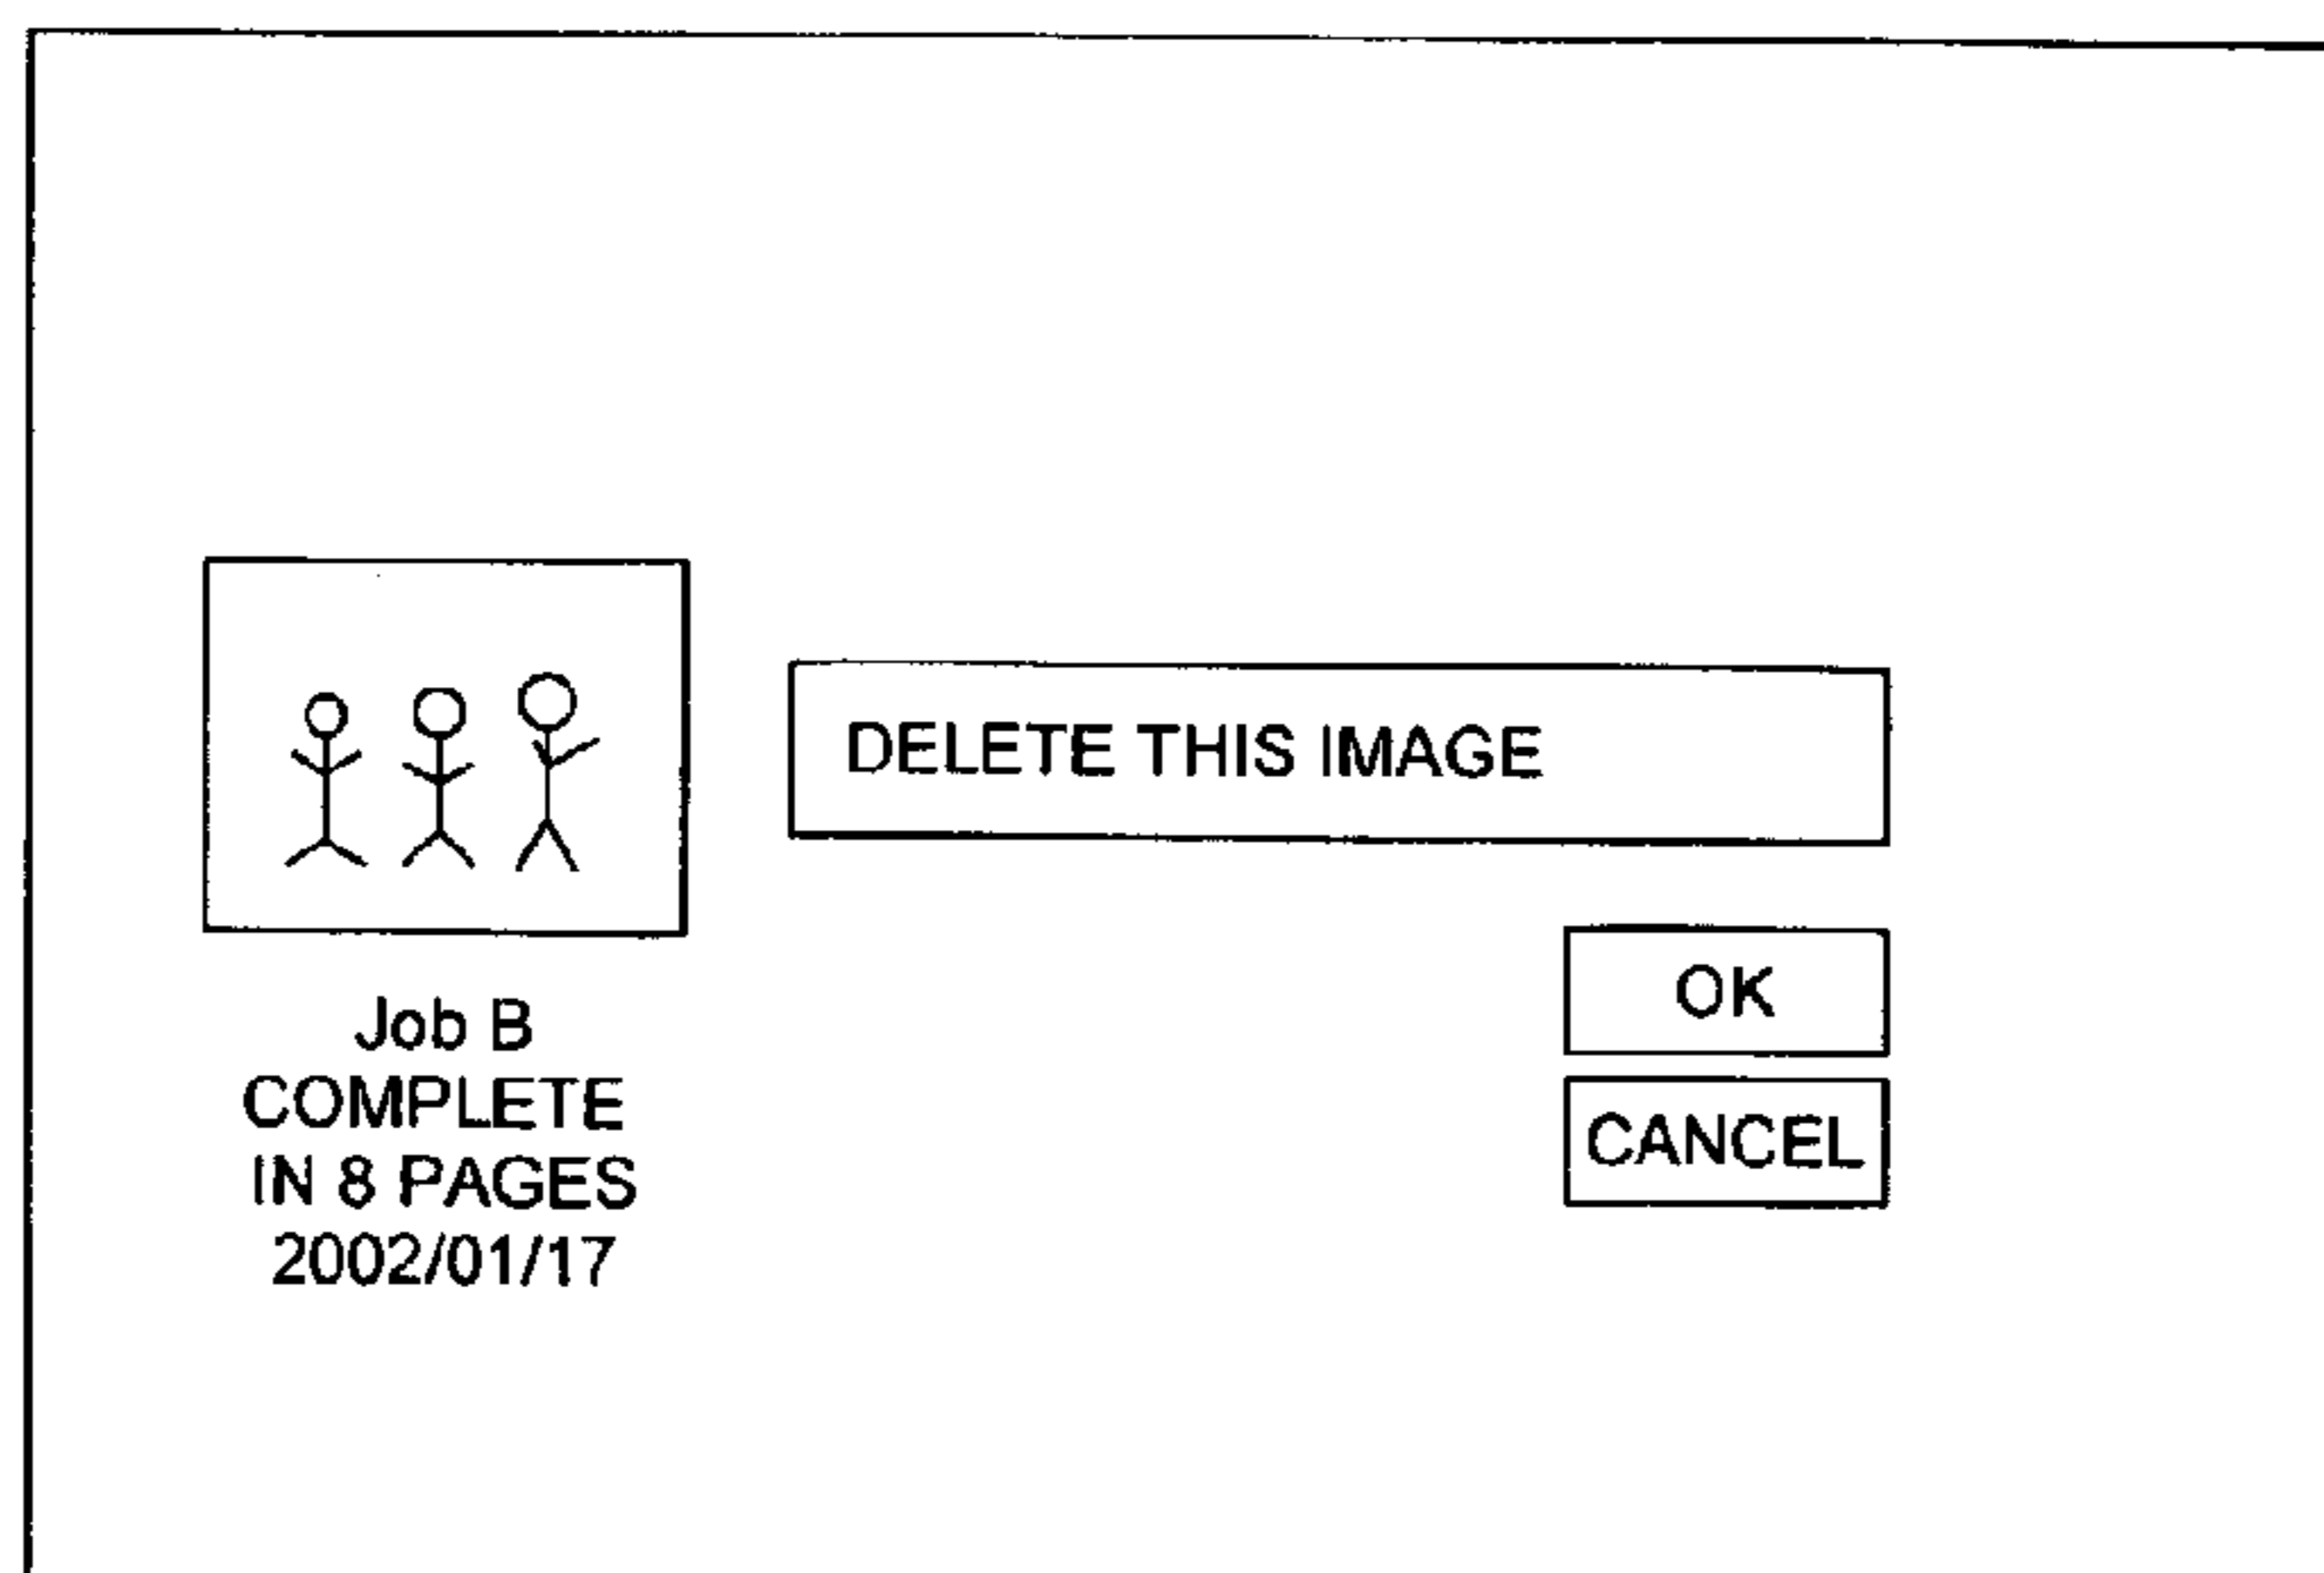 DELETE THIS IMAGE
OK
CANCEL
Job B
COMPLETE
IN 8 PAGES
2002/01/17